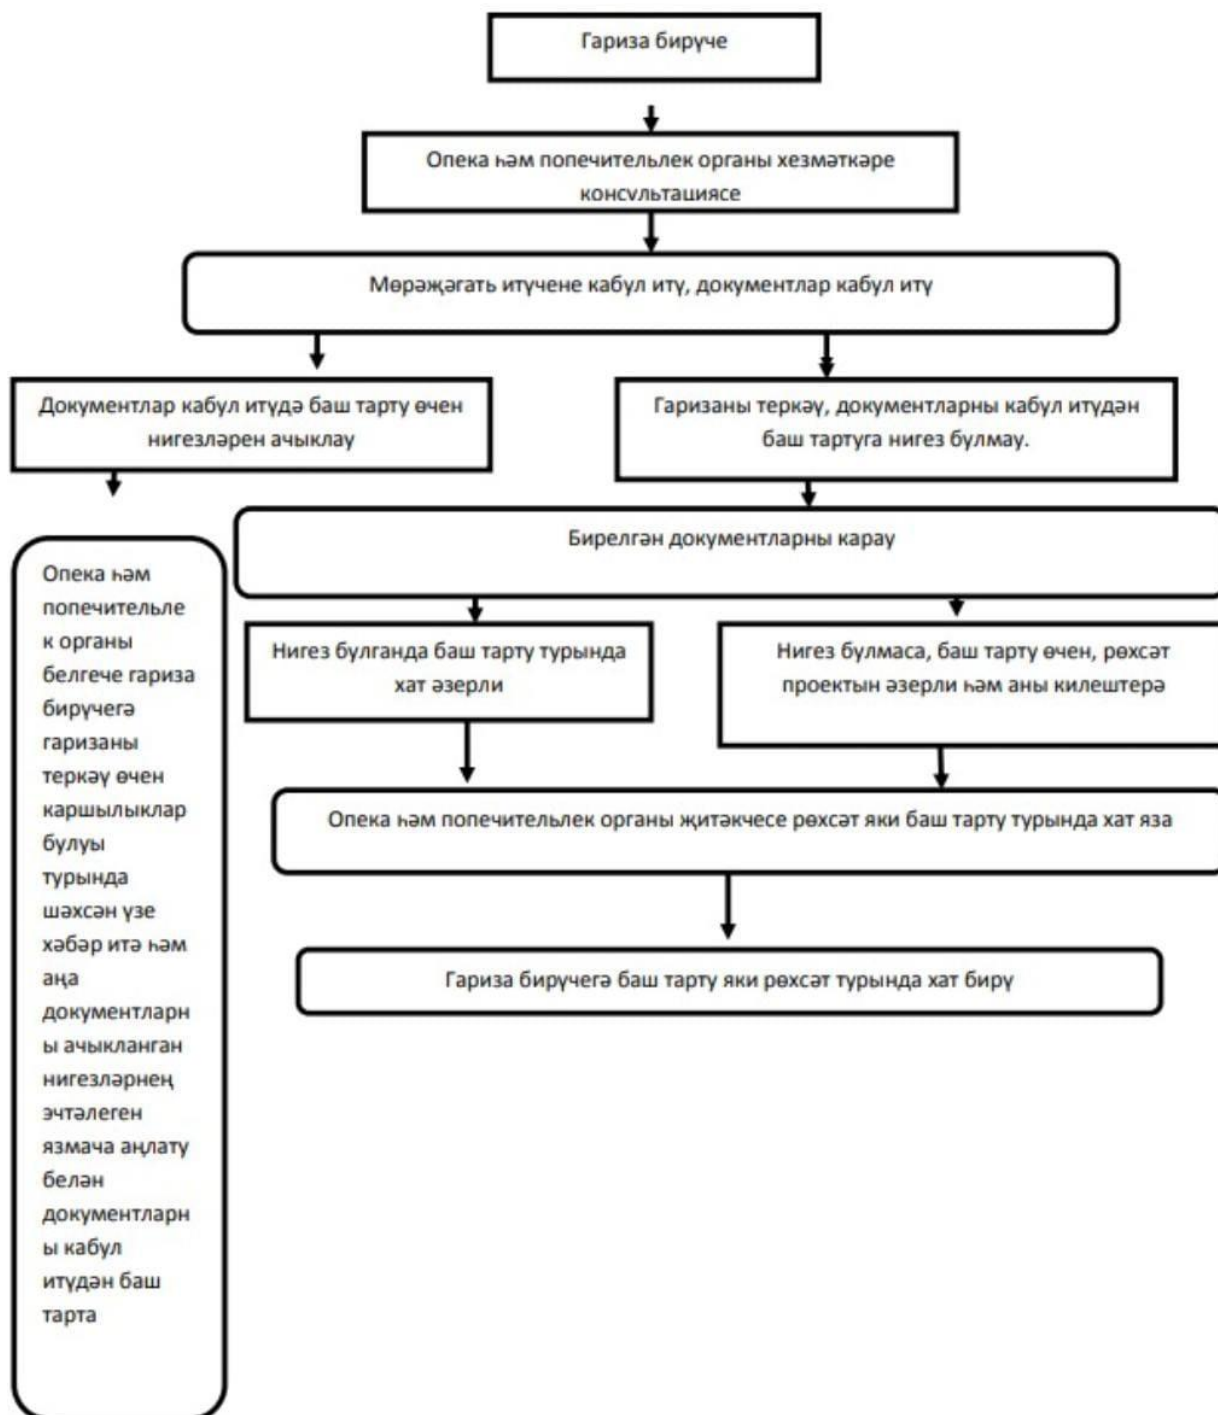 Гариза бирүче
Опека һәм попечительлек органы хезмәткәре
консультациясе
Мөрәҗәгать итүчене кабул итү, документлар кабул итү
Документлар кабул итүдә баш тарту өчен
нигезләрен ачыклау
Гаризаны теркәү, документларны кабул итүдән
баш тартуга нигез булмау.
Бирелгән документларны карау
Опека һәм
попечительле
к органы
белгече гариза
бирүчегә
гаризаны
теркәү өчен
каршылыклар
булуы
турында
шәхсән үзе
хәбәр итә һәм
аңа
документларн
ы ачыкланган
нигезләрнең
эчтәлеген
язмача аңлату
белән
документларн
ы кабул
итүдән баш
тарта
Нигез булганда баш тарту турында
хат әзерли
Нигез булмаса, баш тарту өчен, рөхсәт
проектын әзерли һәм аны килештерә
Опека һәм попечительлек органы җитәкчесе рөхсәт яки баш тарту турында хат яза
Гариза бирүчегә баш тарту яки рөхсәт турында хат бирү